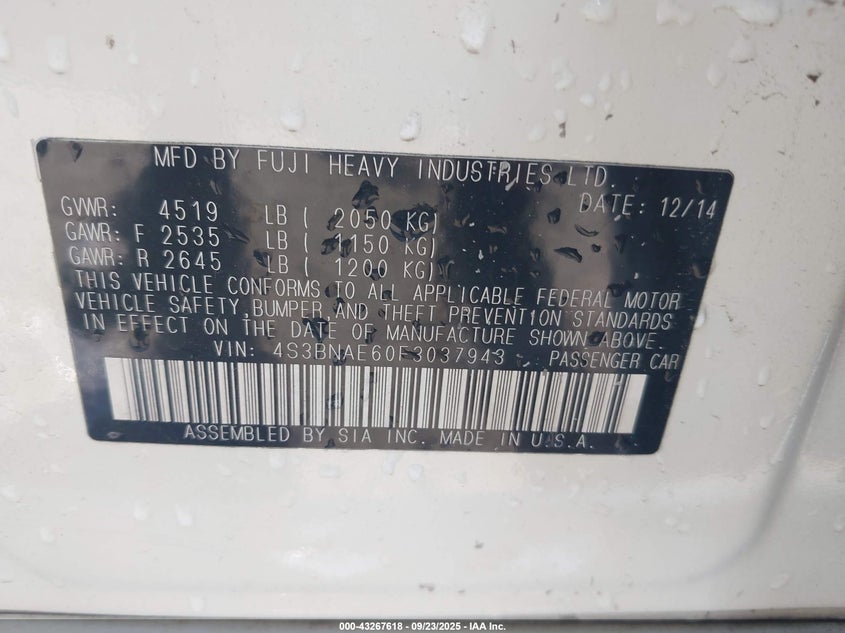 MFD BY FUJI HEAVY INDUSTRIES LTD.
DATE: 12/14
GVWR: 4519 LB ( 2050 KG)
GAWR: F 2535 LB ( 1150 KG)
GAWR: R 2645 LB ( 1200 KG)
THIS VEHICLE CONFORMS TO ALL APPLICABLE FEDERAL MOTOR
VEHICLE SAFETY, BUMPER, AND THEFT PREVENTION STANDARDS
IN EFFECT ON THE DATE OF MANUFACTURE SHOWN ABOVE.
VIN: 4S3BNAE60F3037943 PASSENGER CAR
ASSEMBLED BY SIA INC. MADE IN U.S.A.
000-43267618 - 09/23/2025 - IAA Inc.